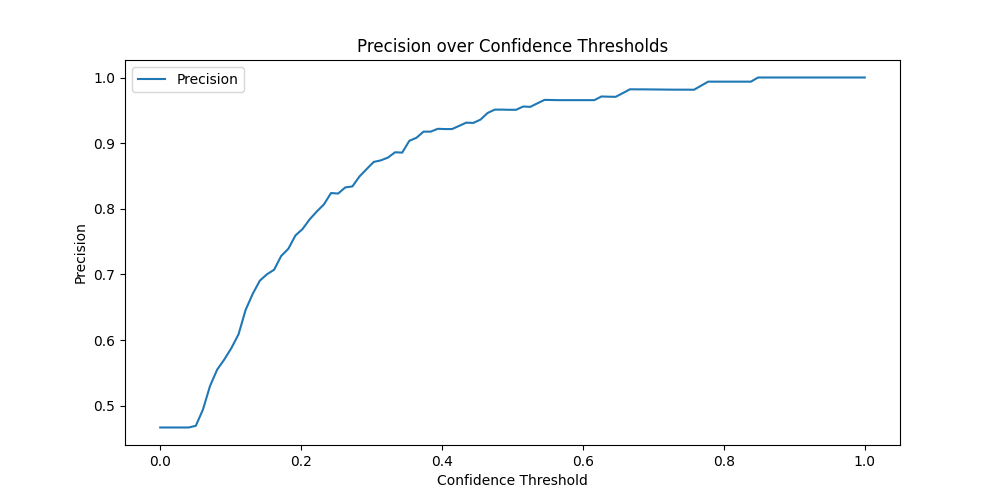 Precision over Confidence Thresholds
Precision
1.0
0.9
0.8
0.7
0.6
0.5
Precision
0.0 0.2 0.4 0.6 0.8 1.0
Confidence Threshold